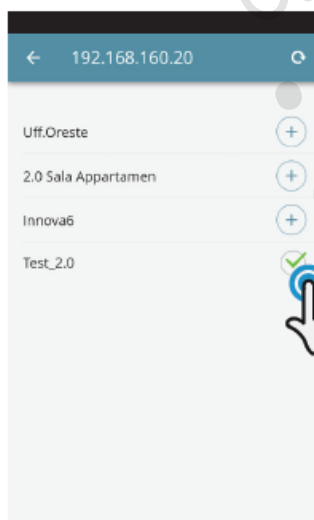 192.168.160.20
Uff.Oreste
2.0 Sala Appartamen
Innova6
Test_2.0